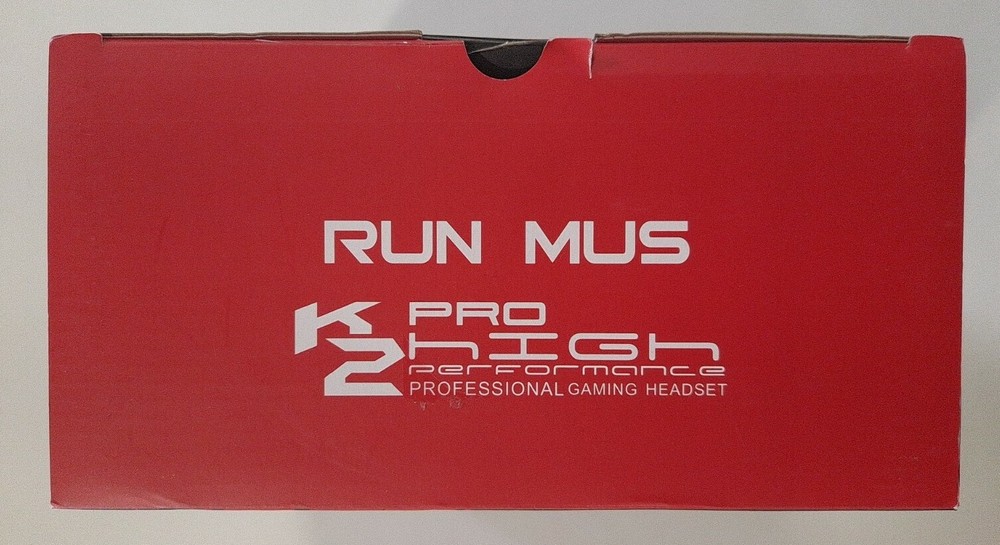 RUN MUS
K2 PRO
hIGh
performance
PROFESSIONAL GAMING HEADSET